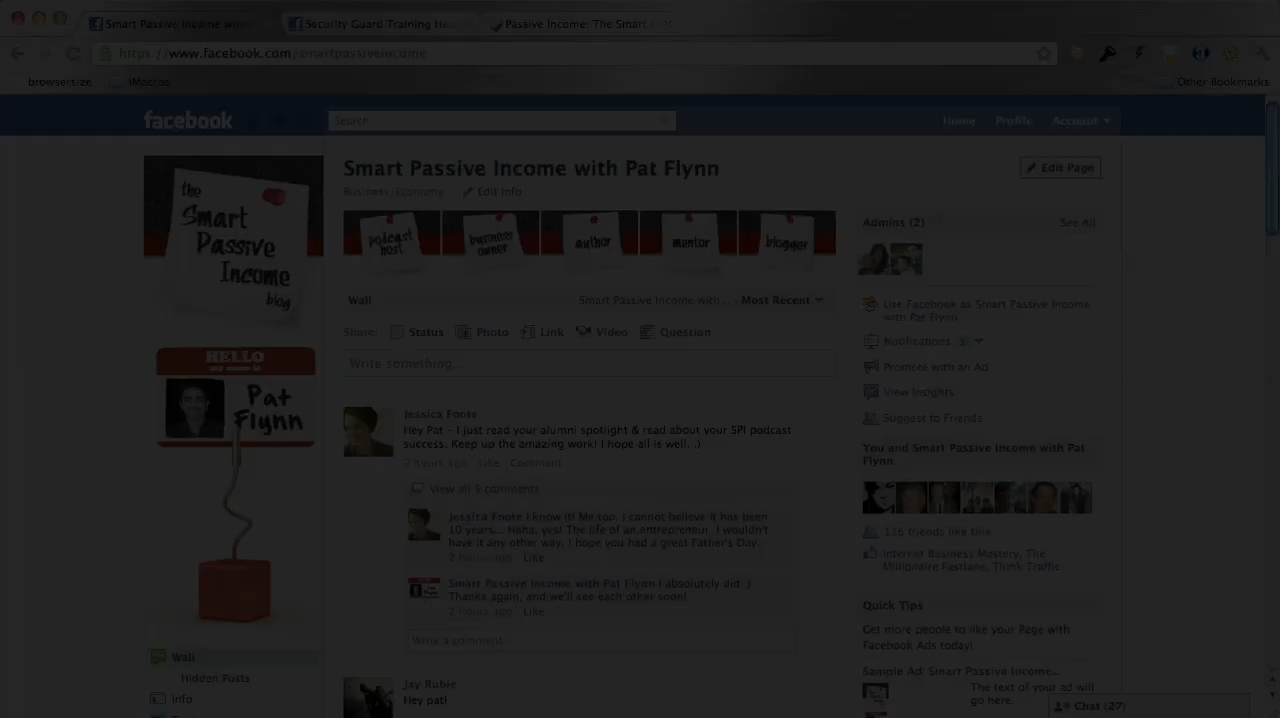 Smart Passive Income with
Security Guard Training He
Passive Income: The Smart
https://www.facebook.com/smartpassiveincome
browsersize
iMacros
Other Bookmarks
facebook
Search
Home
Profile
Account
the
Smart
Passive
Income
blog
Smart Passive Income with Pat Flynn
Business/Economy
Edit Info
Edit Page
podcast
host
business
owner
author
mentor
blogger
Admins (2)
See All
Wall
Smart Passive Income with...
Most Recent
Share:
Status
Photo
Link
Video
Question
Write something...
Use Facebook as Smart Passive Income
with Pat Flynn
Notifications
Promote with an Ad
View Insights
Suggest to Friends
HELLO
my name is
Pat
Flynn
Jessica Foote
Hey Pat - I just read your alumni spotlight & read about your SPI podcast
success. Keep up the amazing work! I hope all is well. :)
hours ago
Like
Comment
View all 5 comments
Jessica Foote I know it! Me too. I cannot believe it has been
10 years... Haha, yes! The life of an entrepreneur. I wouldn't
have it any other way. I hope you had a great Father's Day.
2 hours ago
Like
Smart Passive Income with Pat Flynn I absolutely did :)
Thanks again, and we'll see each other soon!
2 hours ago
Like
Write a comment...
You and Smart Passive Income with Pat
Flynn
friends like this
Internet Business Mastery, The
Millionaire Fastlane, Think Traffic
Quick Tips
Get more people to like your Page with
Facebook Ads today!
Sample Ad: Smart Passive Income...
The text of your ad will
go here.
Wall
Hidden Posts
Info
Jay Rubie
Hey pat!
Chat (27)